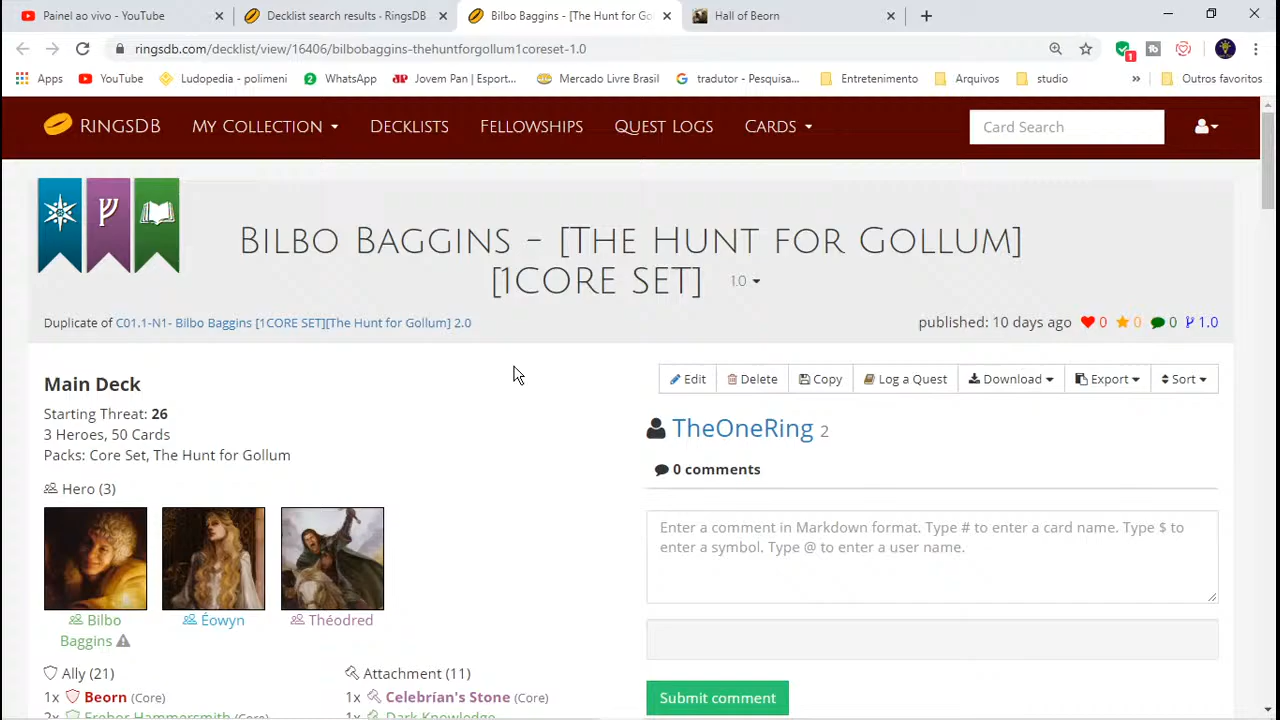 Painel ao vivo - YouTube
Decklist search results - RingsDB
Bilbo Baggins - [The Hunt for Go
Hall of Beorn
ringsdb.com/decklist/view/16406/bilbobaggins-thehuntforgollum1coreset-1.0
1
Apps YouTube Ludopedia - polimeni 2 WhatsApp Jovem Pan | Esport... Mercado Livre Brasil tradutor - Pesquisa... Entretenimento Arquivos studio » Outros favoritos
RingsDB My Collection Decklists Fellowships Quest Logs Cards Card Search
Bilbo Baggins - [The Hunt for Gollum]
[1Core Set] 1.0
Duplicate of C01.1-N1- Bilbo Baggins [1CORE SET][The Hunt for Gollum] 2.0
published: 10 days ago 0 0 0 1.0
Main Deck
Starting Threat: 26
3 Heroes, 50 Cards
Packs: Core Set, The Hunt for Gollum
Hero (3)
Bilbo Baggins
Éowyn
Théodred
Ally (21)
1x Beorn (Core)
2x Erebor Hammersmith (Core)
Attachment (11)
1x Celebrían's Stone (Core)
Dark Knowledge
Edit Delete Copy Log a Quest Download Export Sort
TheOneRing 2
0 comments
Enter a comment in Markdown format. Type # to enter a card name. Type $ to
enter a symbol. Type @ to enter a user name.
Submit comment